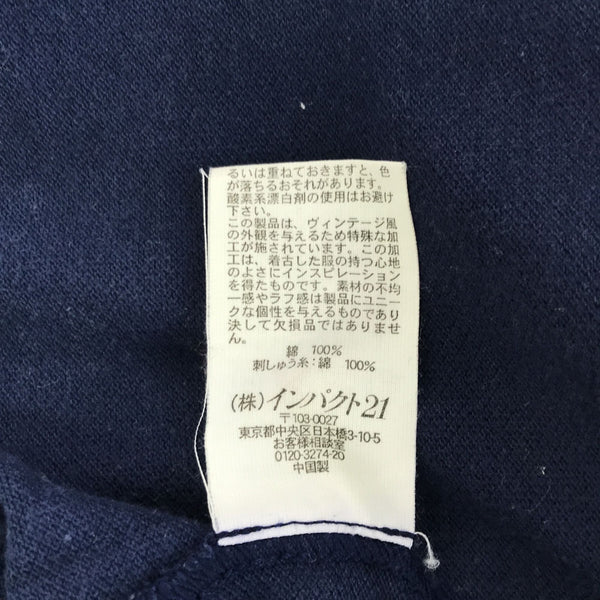 るいは重ねておきますと、色
が落ちるおそれがあります。
酸素系漂白剤の使用はお避け
下さい。
この製品は、ヴィンテージ風
の外観を与えるため特殊な加
工が施されています。この加
工は、着古した服の持つ心地
のよさにインスピレーション
を得たものです。素材の不均
一感やラフ感は製品にユニー
クな個性を与えるものであり
決して欠損品ではありませ
ん。
綿 100%
刺しゅう糸:綿 100%
(株)インパクト21
〒103-0027
東京都中央区日本橋3-10-5
お客様相談室
0120-3274-20
中国製